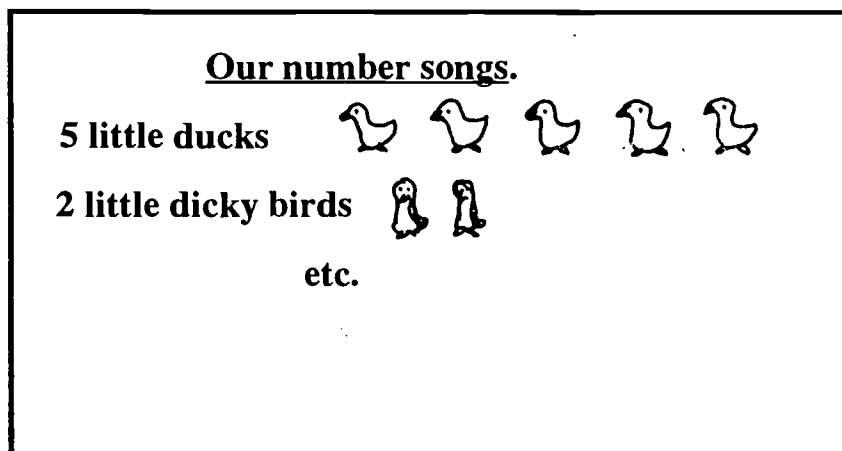 Our number songs.
5 little ducks
2 little dicky birds
etc.